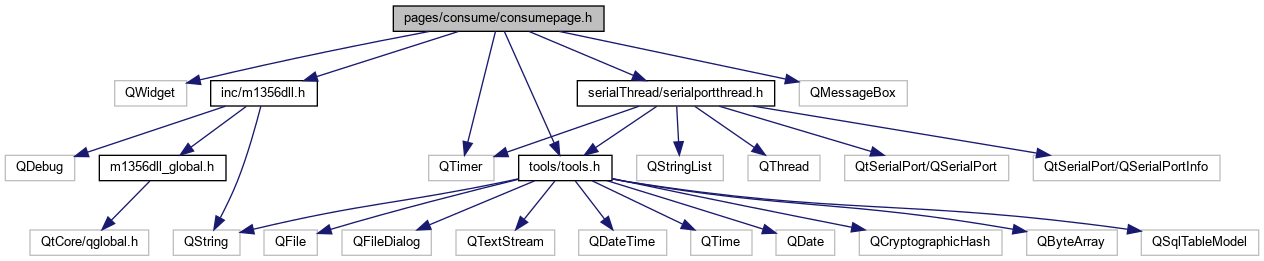 pages/consume/consumepage.h
QWidget
inc/m1356dll.h
serialThread/serialportthread.h
QMessageBox
QDebug
m1356dll_global.h
QTimer
tools/tools.h
QStringList
QThread
QtSerialPort/QSerialPort
QtSerialPort/QSerialPortInfo
QtCore/qglobal.h
QString
QFile
QFileDialog
QTextStream
QDateTime
QTime
QDate
QCryptographicHash
QByteArray
QSqlTableModel